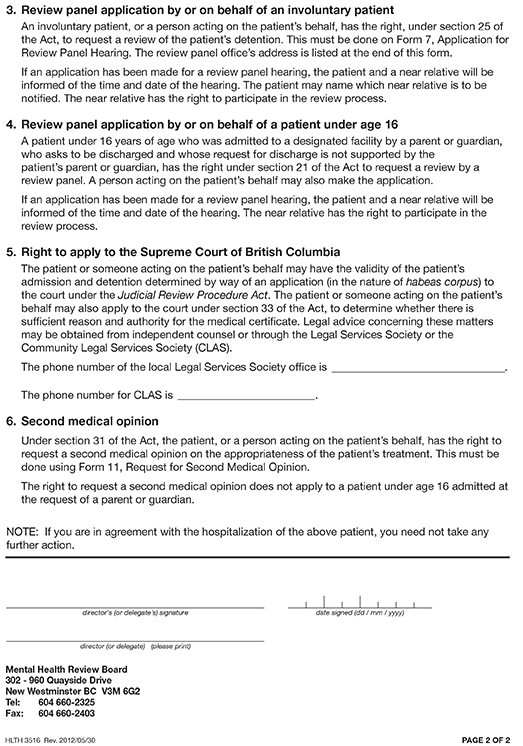 3. Review panel application by or on behalf of an involuntary patient
An involuntary patient, or a person acting on the patient's behalf, has the right, under section 25 of
the Act, to request a review of the patient's detention. This must be done on Form 7, Application for
Review Panel Hearing. The review panel office's address is listed at the end of this form.
If an application has been made for a review panel hearing, the patient and a near relative will be
informed of the time and date of the hearing. The patient may name which near relative is to be
notified. The near relative has the right to participate in the review process.
4. Review panel application by or on behalf of a patient under age 16
A patient under 16 years of age who was admitted to a designated facility by a parent or guardian,
who asks to be discharged and whose request for discharge is not supported by the
patient's parent or guardian, has the right under section 21 of the Act to request a review by a
review panel. A person acting on the patient's behalf may also make the application.
If an application has been made for a review panel hearing, the patient and a near relative will be
informed of the time and date of the hearing. The near relative has the right to participate in the
review process.
5. Right to apply to the Supreme Court of British Columbia
The patient or someone acting on the patient's behalf may have the validity of the patient's
admission and detention determined by way of an application (in the nature of habeas corpus) to
the court under the Judicial Review Procedure Act. The patient or someone acting on the patient's
behalf may also apply to the court under section 33 of the Act, to determine whether there is
sufficient reason and authority for the medical certificate. Legal advice concerning these matters
may be obtained from independent counsel or through the Legal Services Society or the
Community Legal Services Society (CLAS).
The phone number of the local Legal Services Society office is ____________________________.
The phone number for CLAS is ______________________.
6. Second medical opinion
Under section 31 of the Act, the patient, or a person acting on the patient's behalf, has the right to
request a second medical opinion on the appropriateness of the patient's treatment. This must be
done using Form 11, Request for Second Medical Opinion.
The right to request a second medical opinion does not apply to a patient under age 16 admitted at
the request of a parent or guardian.
NOTE: If you are in agreement with the hospitalization of the above patient, you need not take any
further action.
director's (or delegate's) signature
date signed (dd / mm / yyyy)
director (or delegate) (please print)
Mental Health Review Board
302 - 960 Quayside Drive
New Westminster BC V3M 6G2
Tel: 604 660-2325
Fax: 604 660-2403
HLTH 3516 Rev. 2012/05/30
PAGE 2 OF 2